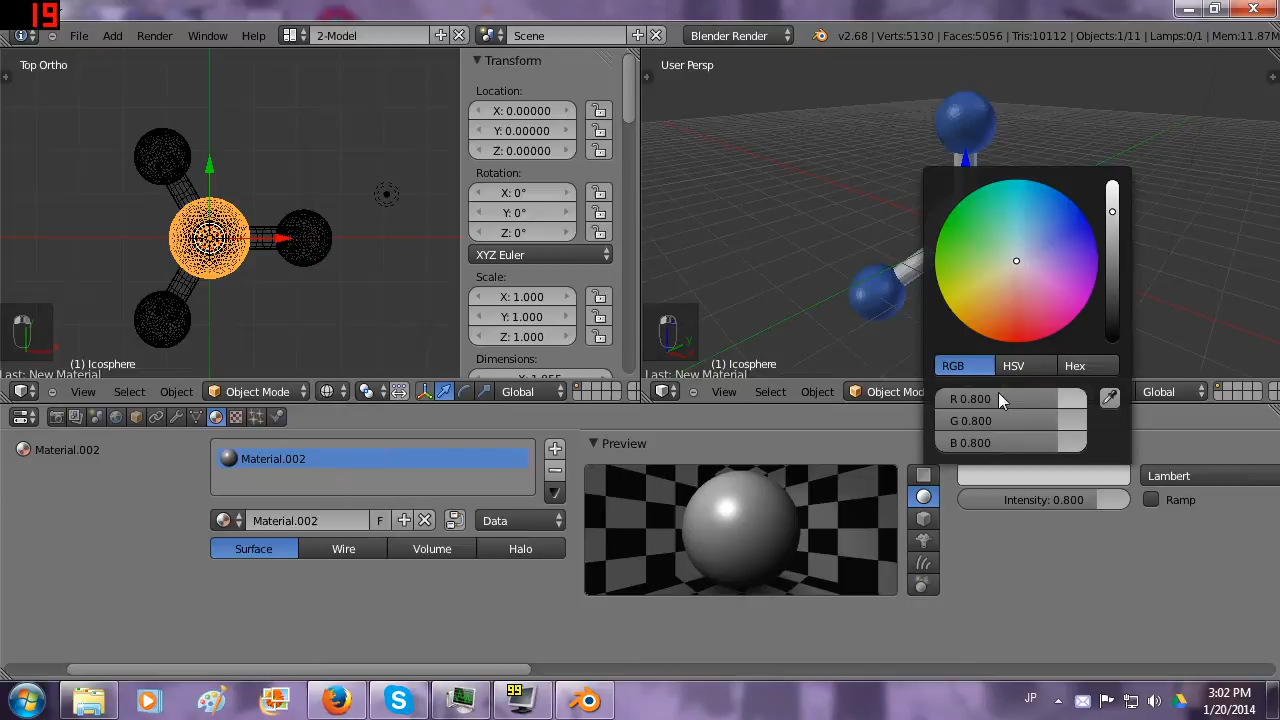 19
File Add Render Window Help 2-Model Scene Blender Render v2.68 | Verts:5130 | Faces:5056 | Tris:10112 | Objects:1/11 | Lamps:0/1 | Mem:11.87M
Top Ortho
Transform
Location:
X: 0.00000
Y: 0.00000
Z: 0.00000
Rotation:
X: 0°
Y: 0°
Z: 0°
XYZ Euler
Scale:
X: 1.000
Y: 1.000
Z: 1.000
Dimensions:
(1) Icosphere
Last: New Material
View Select Object Object Mode Global
User Persp
(1) Icosphere
Last: New Material
View Select Object Object Mod Global
RGB HSV Hex
R 0.800
G 0.800
B 0.800
Material.002
Material.002
Material.002 F Data
Surface Wire Volume Halo
Preview
Lambert
Intensity: 0.800 Ramp
99
JP
3:02 PM
1/20/2014